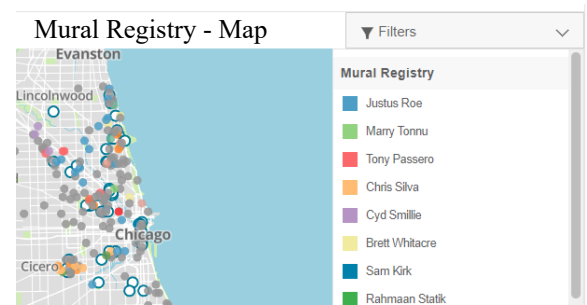 Mural Registry - Map
Filters
Evanston
Lincolnwood
Chicago
Cicero
Mural Registry
Justus Roe
Marry Tonnu
Tony Passero
Chris Silva
Cyd Smillie
Brett Whitacre
Sam Kirk
Rahmaan Statik